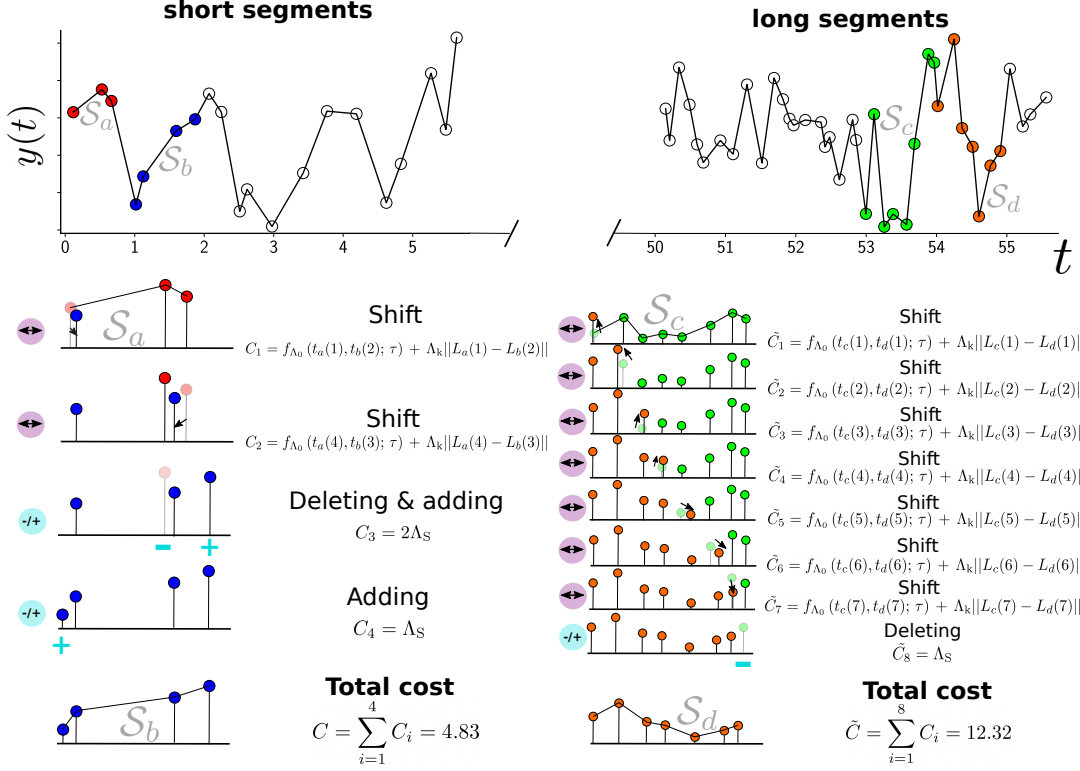 short segments
long segments
y(t)
S_a
S_b
S_c
S_d
0 1 2 3 4 5
50 51 52 53 54 55
t
S_a
Shift
C_1 = f_{Λ_0}(t_a(1), t_b(2); τ) + Λ_k||L_a(1) − L_b(2)||
Shift
C_2 = f_{Λ_0}(t_a(4), t_b(3); τ) + Λ_k||L_a(4) − L_b(3)||
-/+
Deleting & adding
C_3 = 2Λ_S
− +
-/+
Adding
C_4 = Λ_S
+
S_b
Total cost
C = ∑_{i=1}^{4} C_i = 4.83
S_c
Shift
C̃_1 = f_{Λ_0}(t_c(1), t_d(1); τ) + Λ_k||L_c(1) − L_d(1)||
Shift
C̃_2 = f_{Λ_0}(t_c(2), t_d(2); τ) + Λ_k||L_c(2) − L_d(2)||
Shift
C̃_3 = f_{Λ_0}(t_c(3), t_d(3); τ) + Λ_k||L_c(3) − L_d(3)||
Shift
C̃_4 = f_{Λ_0}(t_c(4), t_d(4); τ) + Λ_k||L_c(4) − L_d(4)||
Shift
C̃_5 = f_{Λ_0}(t_c(5), t_d(5); τ) + Λ_k||L_c(5) − L_d(5)||
Shift
C̃_6 = f_{Λ_0}(t_c(6), t_d(6); τ) + Λ_k||L_c(6) − L_d(6)||
Shift
C̃_7 = f_{Λ_0}(t_c(7), t_d(7); τ) + Λ_k||L_c(7) − L_d(7)||
-/+
Deleting
C̃_8 = Λ_S
−
S_d
Total cost
C̃ = ∑_{i=1}^{8} C_i = 12.32